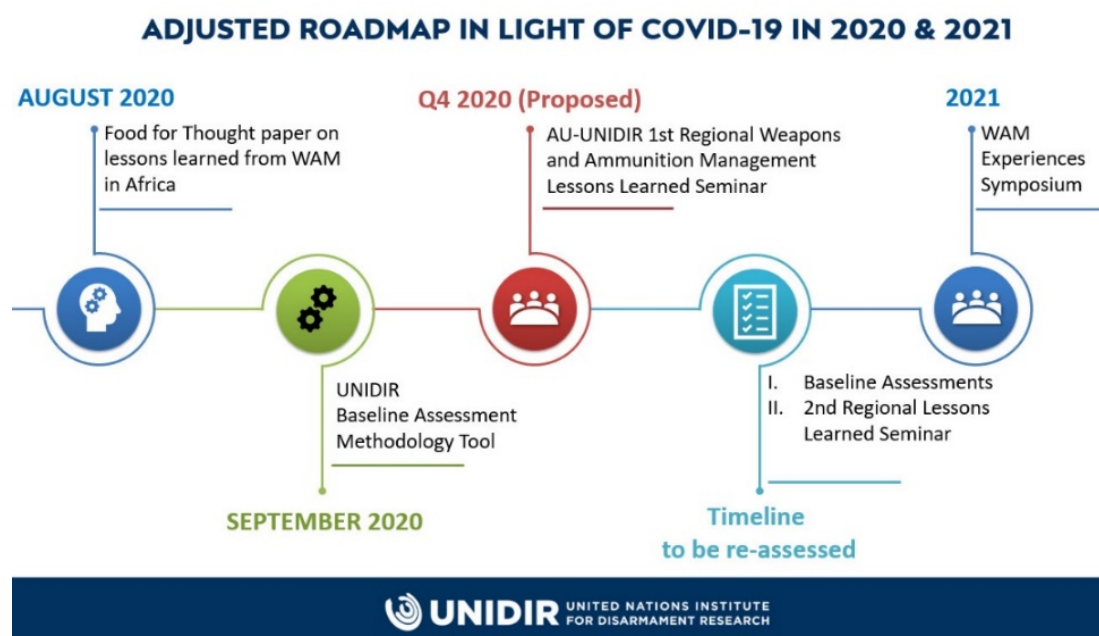 ADJUSTED ROADMAP IN LIGHT OF COVID-19 IN 2020 & 2021
AUGUST 2020
Food for Thought paper on
lessons learned from WAM
in Africa
UNIDIR
Baseline Assessment
Methodology Tool
SEPTEMBER 2020
Q4 2020 (Proposed)
AU-UNIDIR 1st Regional Weapons
and Ammunition Management
Lessons Learned Seminar
I. Baseline Assessments
II. 2nd Regional Lessons
Learned Seminar
Timeline
to be re-assessed
2021
WAM
Experiences
Symposium
UNIDIR
UNITED NATIONS INSTITUTE
FOR DISARMAMENT RESEARCH